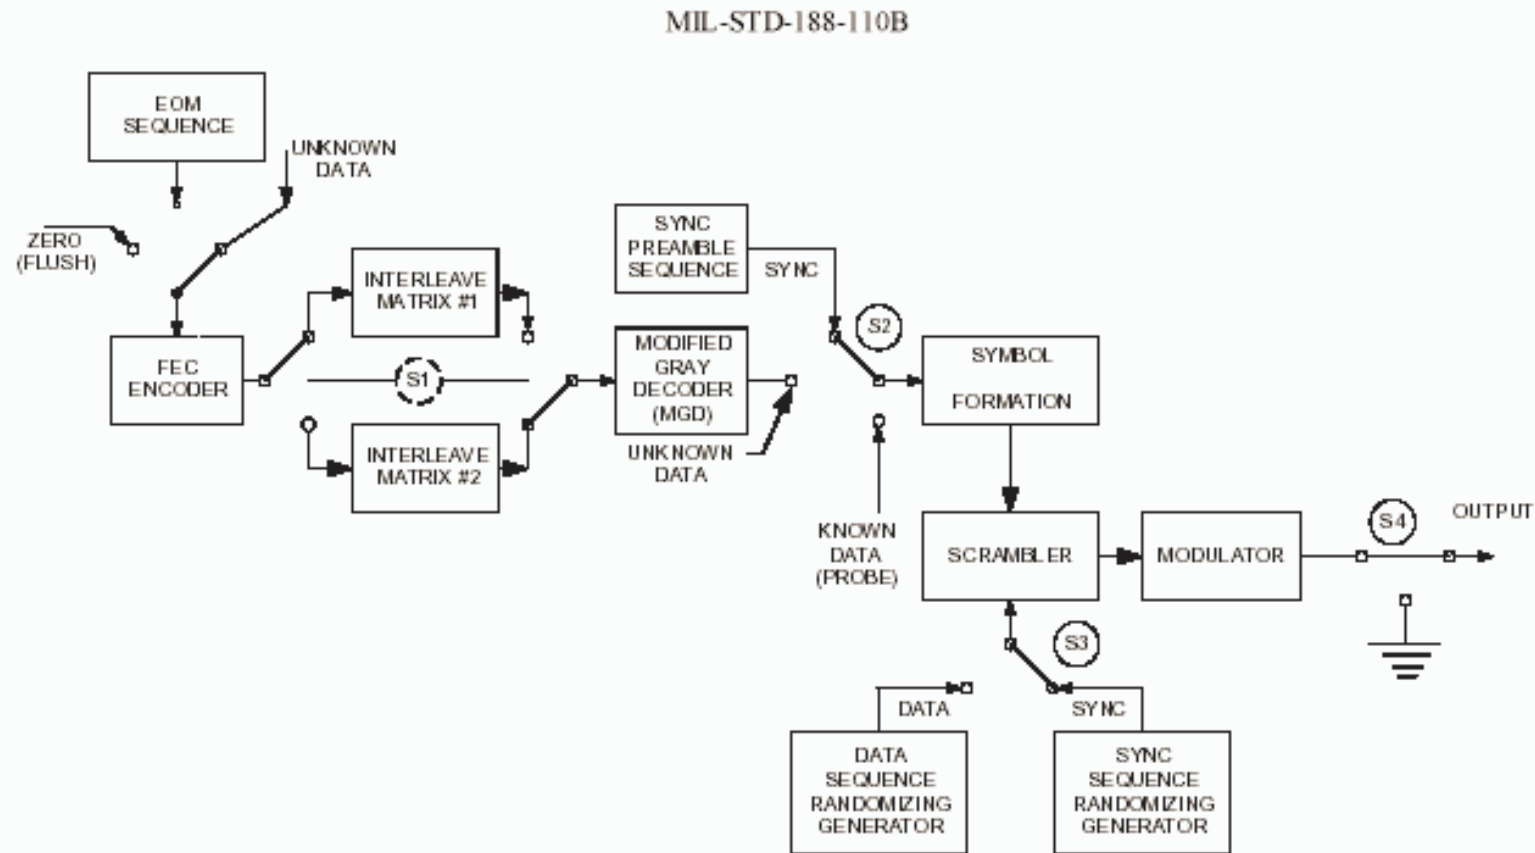 MIL-STD-188-110B
EOM
SEQUENCE
UNKNOWN
DATA
ZERO
(FLUSH)
FEC
ENCODER
INTERLEAVE
MATRIX #1
S1
INTERLEAVE
MATRIX #2
SYNC
PREAMBLE
SEQUENCE
SYNC
MODIFIED
GRAY
DECODER
(MGD)
UNKNOWN
DATA
S2
SYMBOL
FORMATION
KNOWN
DATA
(PROBE)
SCRAMBLER
MODULATOR
S4
OUTPUT
S3
DATA
SYNC
DATA
SEQUENCE
RANDOMIZING
GENERATOR
SYNC
SEQUENCE
RANDOMIZING
GENERATOR